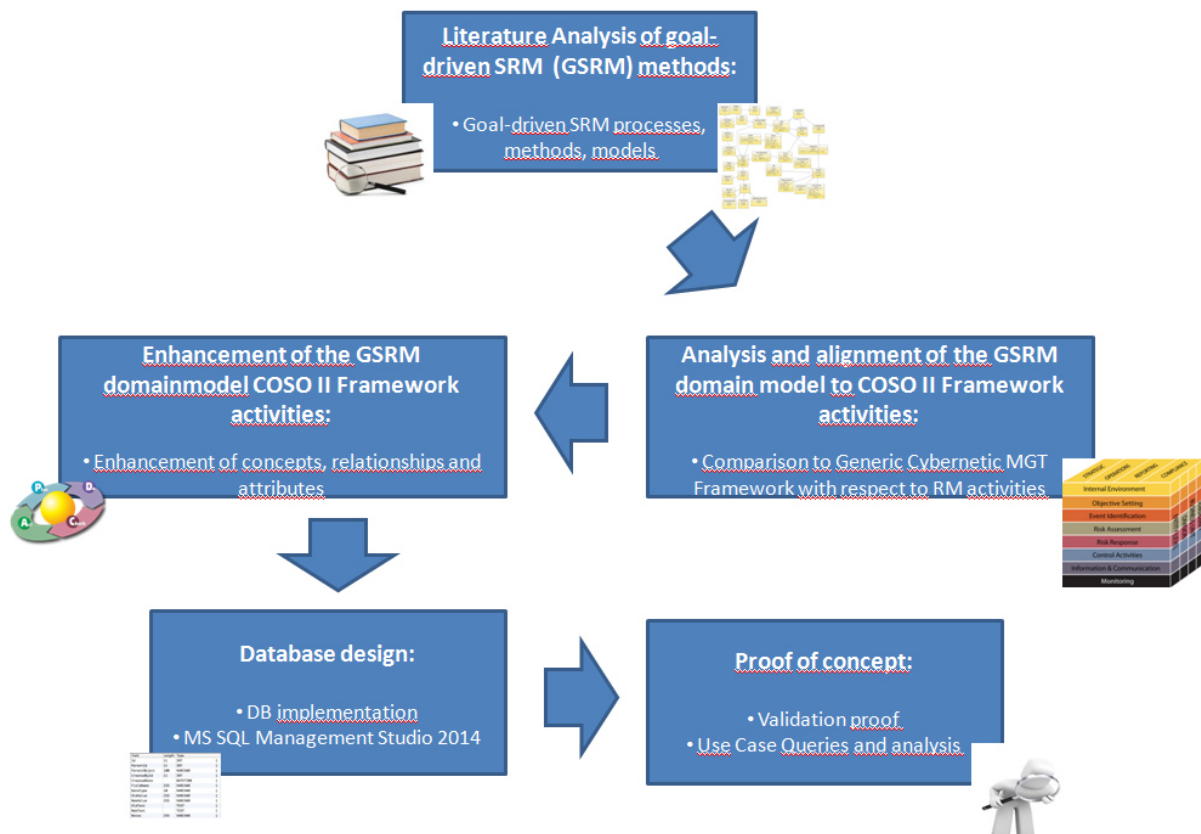 Literature Analysis of goal-
driven SRM (GSRM) methods:
• Goal-driven SRM processes,
methods, models
Analysis and alignment of the GSRM
domain model to COSO II Framework
activities:
• Comparison to Generic Cybernetic MGT
Framework with respect to RM activities
STRATEGIC
OPERATIONS
REPORTING
COMPLIANCE
Internal Environment
Objective Setting
Event Identification
Risk Assessment
Risk Response
Control Activities
Information & Communication
Monitoring
Enhancement of the GSRM
domainmodel COSO II Framework
activities:
• Enhancement of concepts, relationships and
attributes
P
D
A
Database design:
• DB implementation
• MS SQL Management Studio 2014
Proof of concept:
• Validation proof
• Use Case Queries and analysis